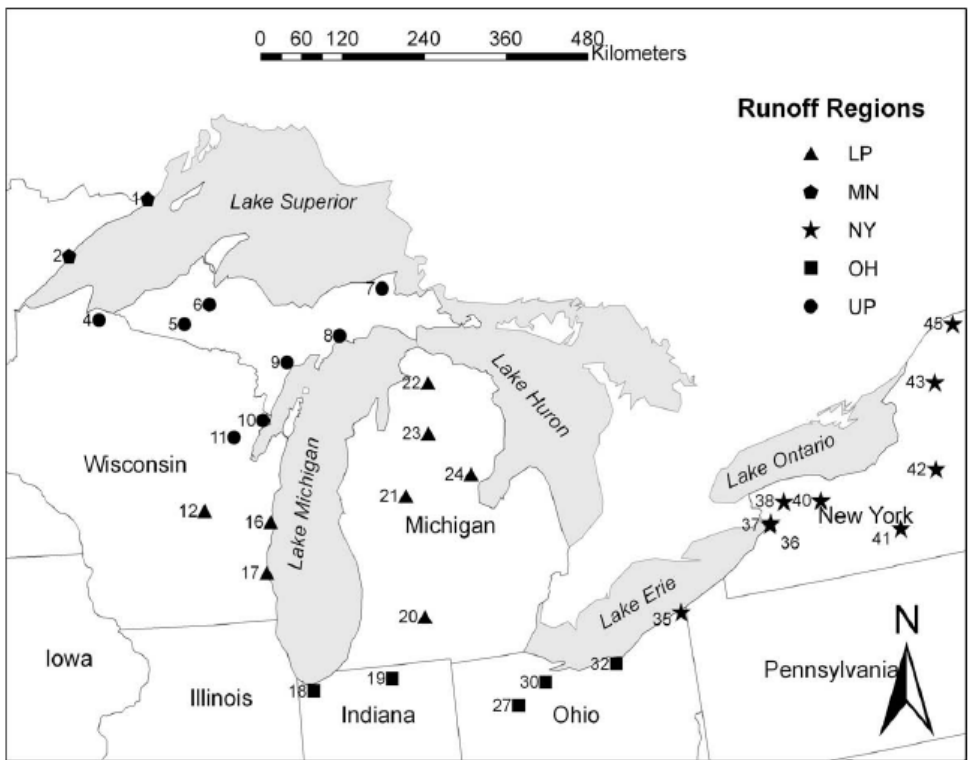 0 60 120 240 360 480
Kilometers
Runoff Regions
LP
MN
NY
OH
UP
1
Lake Superior
2
7
6
4
5
8
45
9
22
43
Lake Huron
10
23
11
Lake Ontario
Wisconsin
24
42
12
21
38
40
16
Michigan
New York
Lake Michigan
37
36
41
17
Lake Erie
20
35
N
Iowa
32
Pennsylvania
19
30
18
Illinois
27
Indiana
Ohio